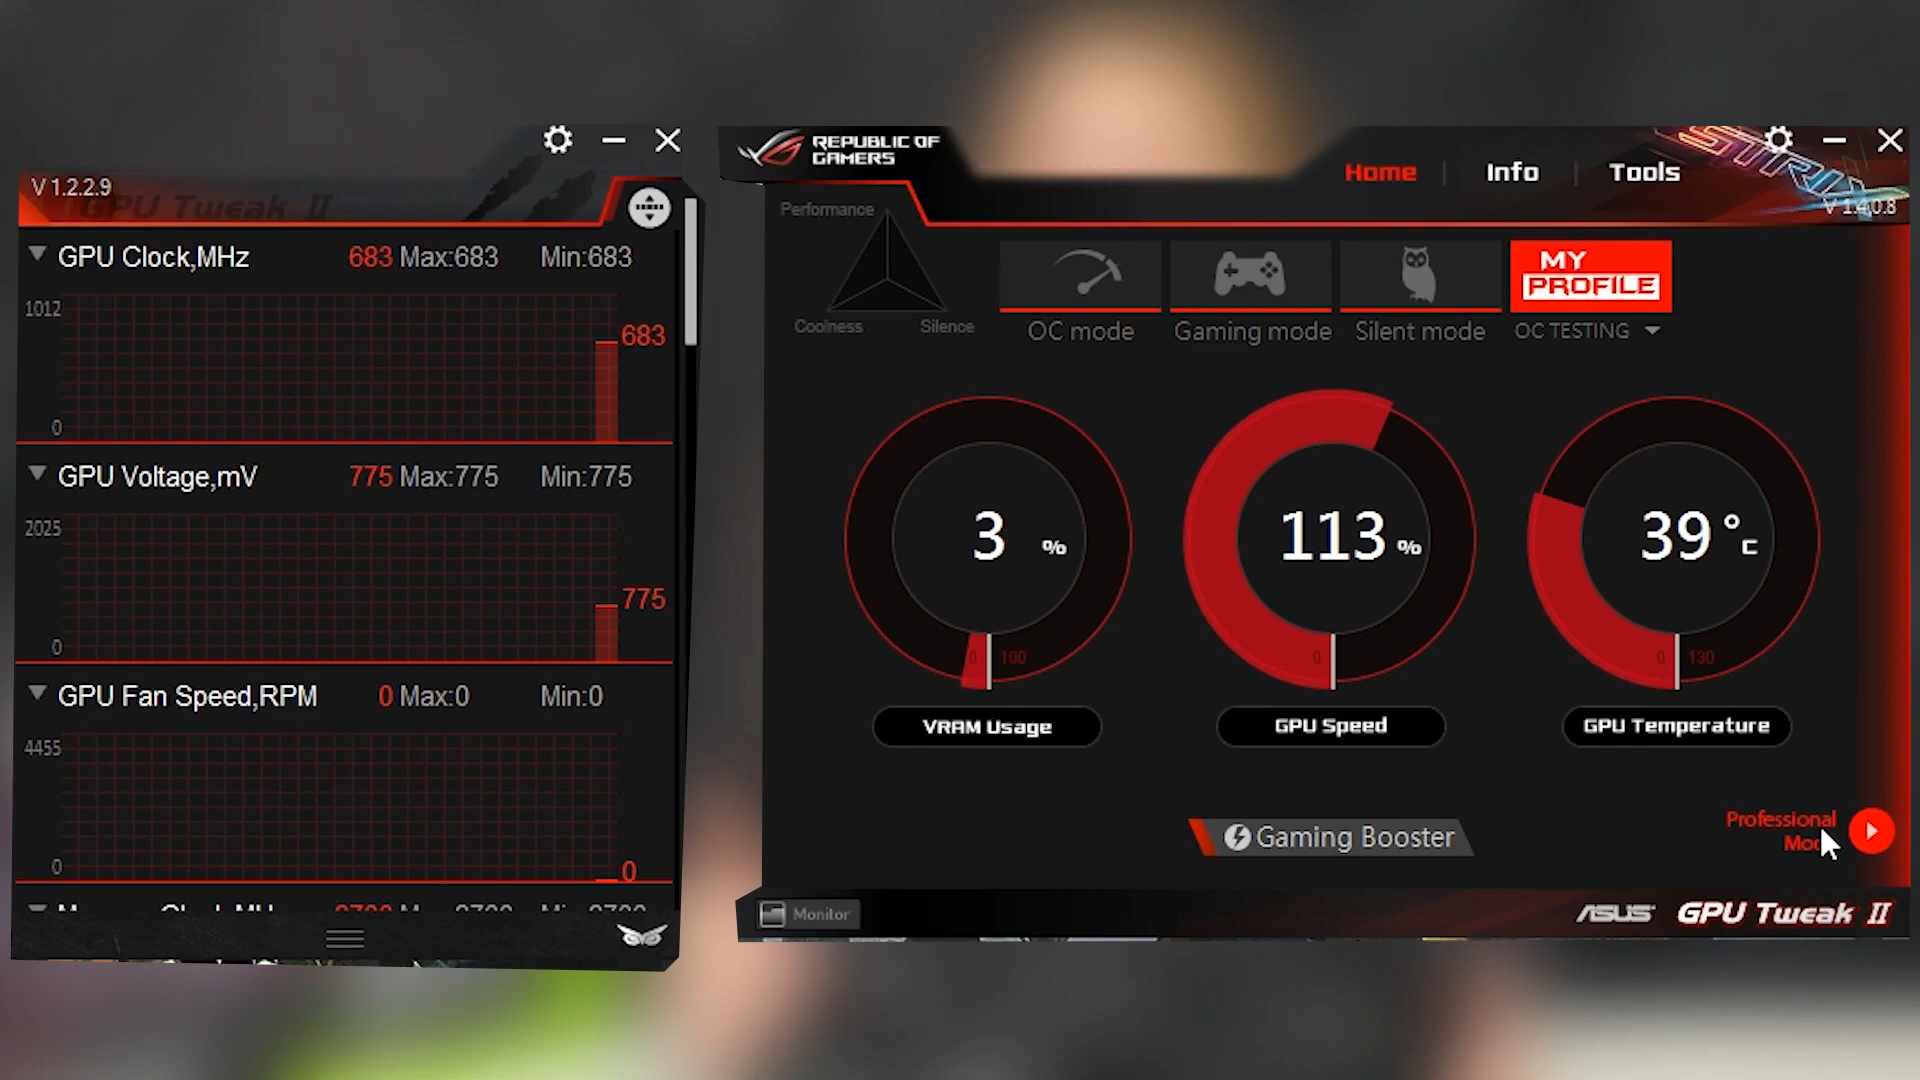 V 1.2.2.9
GPU Tweak II
GPU Clock,MHz 683 Max:683 Min:683
1012
683
0
GPU Voltage,mV 775 Max:775 Min:775
2025
775
0
GPU Fan Speed,RPM 0 Max:0 Min:0
4455
0
0
REPUBLIC OF
GAMERS
Home Info Tools
STRIX
V 1.4.0.8
Performance
Coolness Silence
OC mode
Gaming mode
Silent mode
MY
PROFILE
OC TESTING
3 %
0 100
VRAM Usage
113 %
0
GPU Speed
39 °C
0 130
GPU Temperature
Gaming Booster
Professional
Monitor
ASUS GPU Tweak II